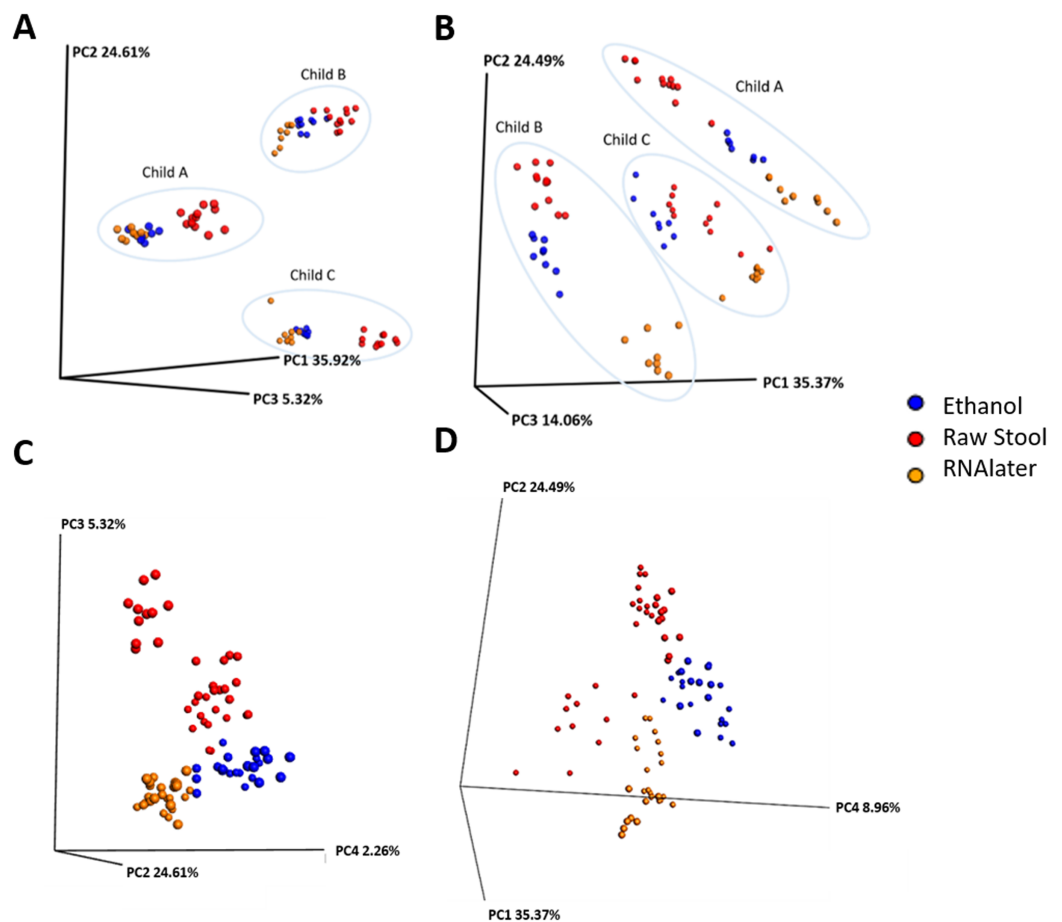 A
PC2 24.61%
Child B
Child A
Child C
PC1 35.92%
PC3 5.32%
B
PC2 24.49%
Child A
Child B
Child C
PC1 35.37%
PC3 14.06%
Ethanol
Raw Stool
RNAlater
C
PC3 5.32%
PC4 2.26%
PC2 24.61%
D
PC2 24.49%
PC4 8.96%
PC1 35.37%